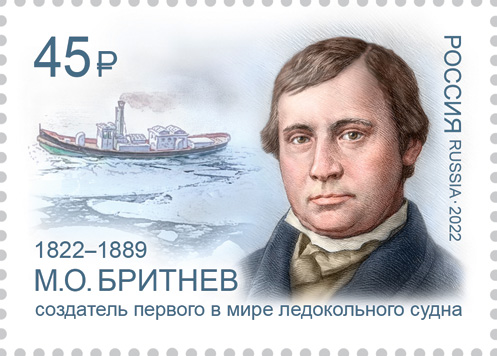 45₽
РОССИЯ RUSSIA · 2022
1822–1889
М.О. БРИТНЕВ
создатель первого в мире ледокольного судна